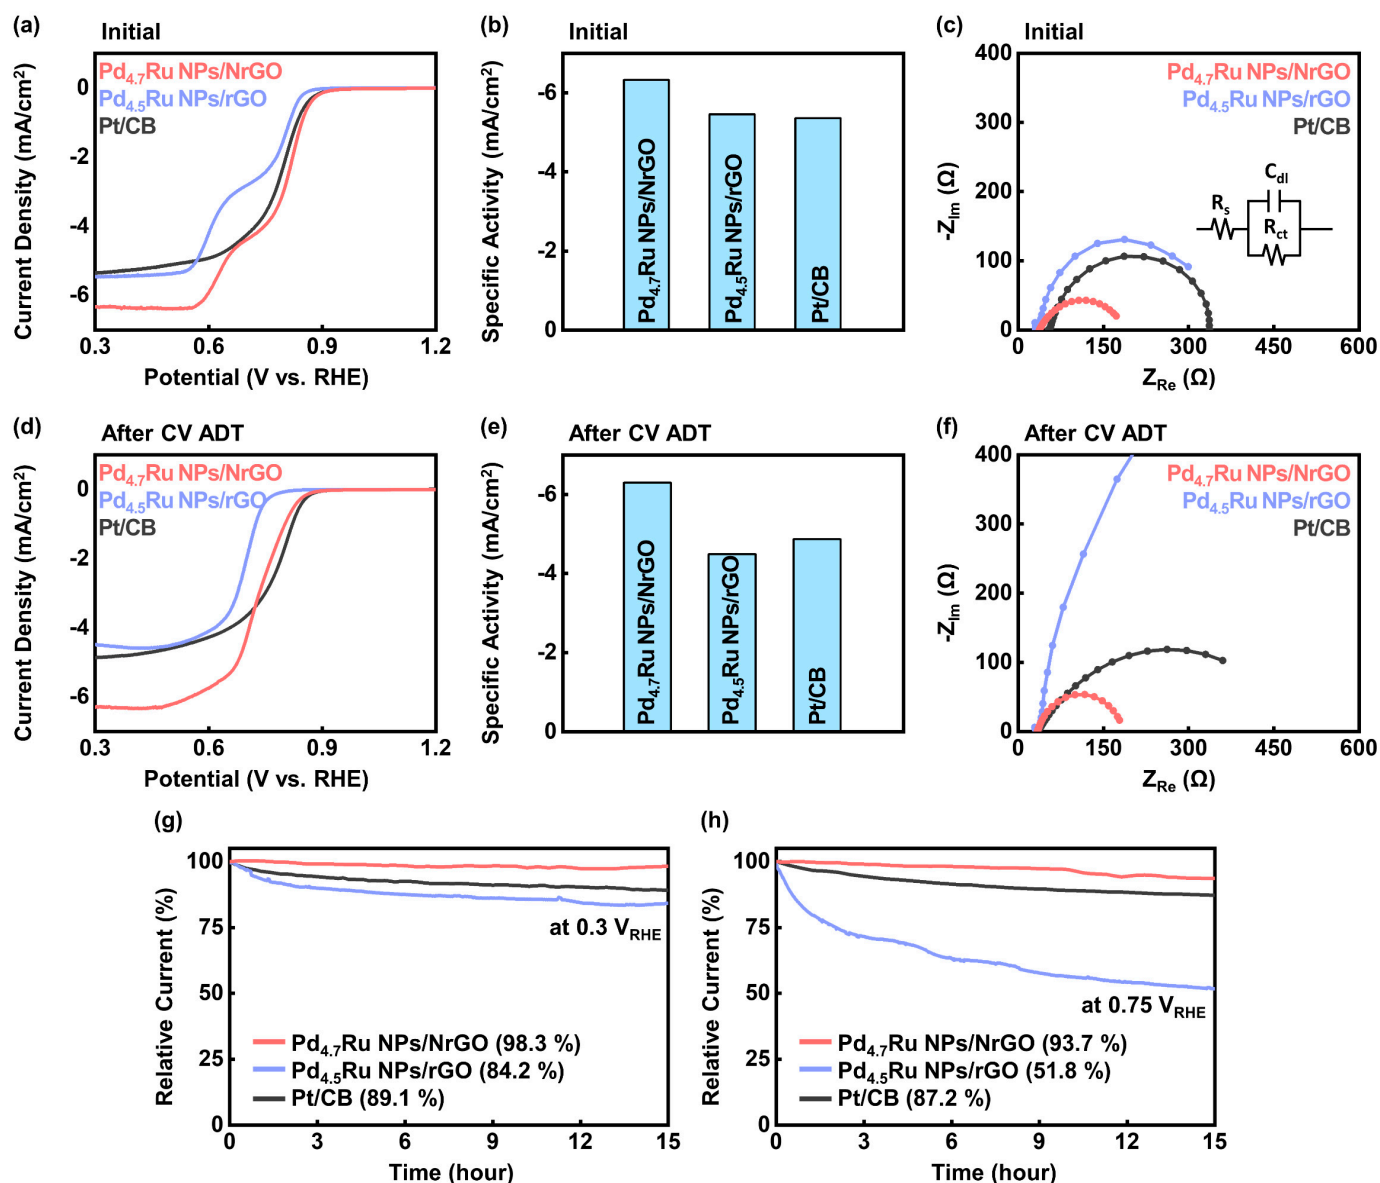 (a) Initial
Current Density (mA/cm²)
0
-2
-4
-6
Pd₄.₇Ru NPs/NrGO
Pd₄.₅Ru NPs/rGO
Pt/CB
0.3 0.6 0.9 1.2
Potential (V vs. RHE)
(b) Initial
Specific Activity (mA/cm²)
-6
-4
-2
0
Pd₄.₇Ru NPs/NrGO
Pd₄.₅Ru NPs/rGO
Pt/CB
(c) Initial
-Z_Im (Ω)
400
300
200
100
0
Pd₄.₇Ru NPs/NrGO
Pd₄.₅Ru NPs/rGO
Pt/CB
C_dl
R_s
R_ct
0 150 300 450 600
Z_Re (Ω)
(d) After CV ADT
Current Density (mA/cm²)
0
-2
-4
-6
Pd₄.₇Ru NPs/NrGO
Pd₄.₅Ru NPs/rGO
Pt/CB
0.3 0.6 0.9 1.2
Potential (V vs. RHE)
(e) After CV ADT
Specific Activity (mA/cm²)
-6
-4
-2
0
Pd₄.₇Ru NPs/NrGO
Pd₄.₅Ru NPs/rGO
Pt/CB
(f) After CV ADT
-Z_Im (Ω)
400
300
200
100
0
Pd₄.₇Ru NPs/NrGO
Pd₄.₅Ru NPs/rGO
Pt/CB
0 150 300 450 600
Z_Re (Ω)
(g)
Relative Current (%)
100
75
50
25
0
at 0.3 V_RHE
Pd₄.₇Ru NPs/NrGO (98.3 %)
Pd₄.₅Ru NPs/rGO (84.2 %)
Pt/CB (89.1 %)
0 3 6 9 12 15
Time (hour)
(h)
Relative Current (%)
100
75
50
25
0
at 0.75 V_RHE
Pd₄.₇Ru NPs/NrGO (93.7 %)
Pd₄.₅Ru NPs/rGO (51.8 %)
Pt/CB (87.2 %)
0 3 6 9 12 15
Time (hour)